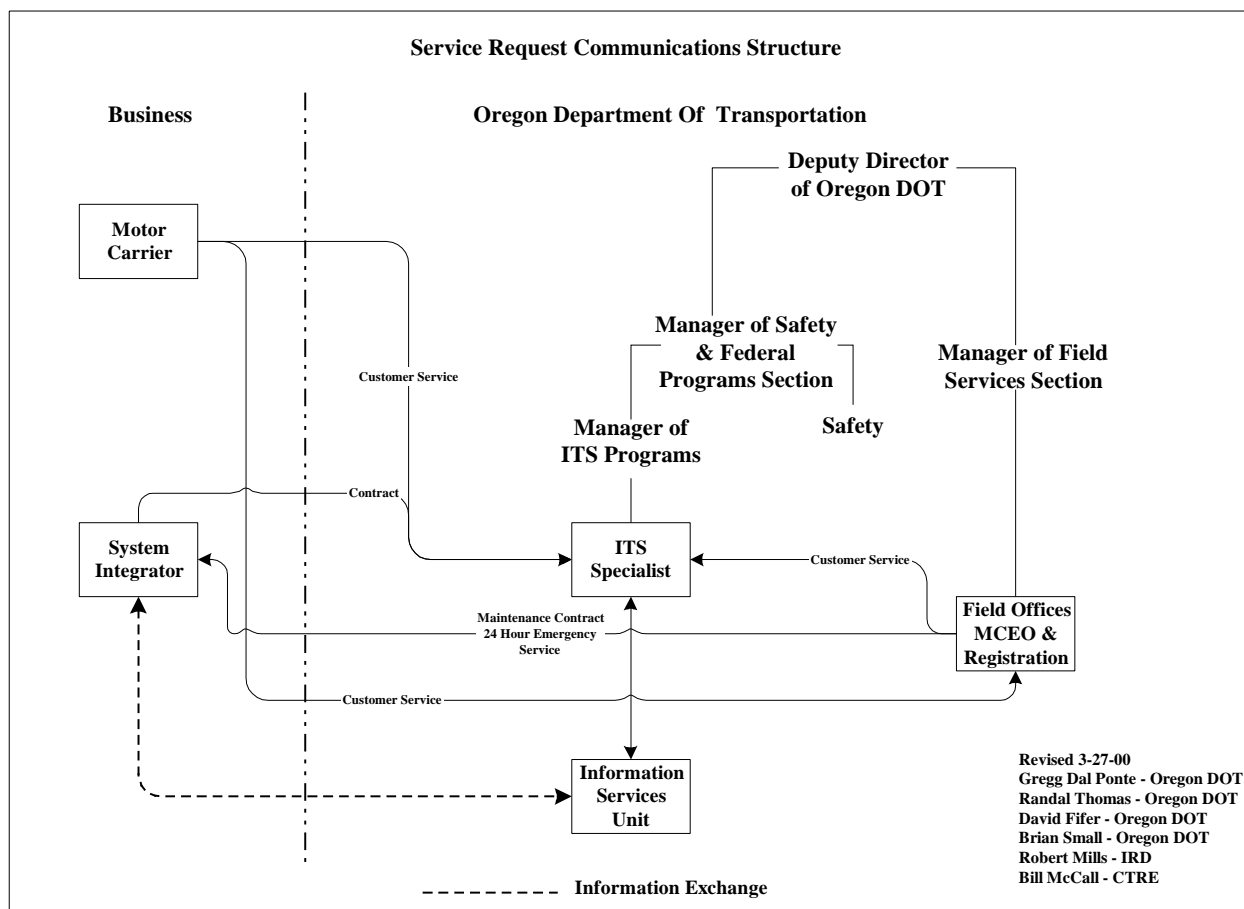 Service Request Communications Structure
Business
Oregon Department Of Transportation
Deputy Director
of Oregon DOT
Motor
Carrier
Manager of Safety
& Federal
Programs Section
Manager of Field
Services Section
Customer Service
Safety
Manager of
ITS Programs
Contract
System
Integrator
ITS
Specialist
Customer Service
Field Offices
MCEO &
Registration
Maintenance Contract
24 Hour Emergency
Service
Customer Service
Information
Services
Unit
Revised 3-27-00
Gregg Dal Ponte - Oregon DOT
Randal Thomas - Oregon DOT
David Fifer - Oregon DOT
Brian Small - Oregon DOT
Robert Mills - IRD
Bill McCall - CTRE
Information Exchange